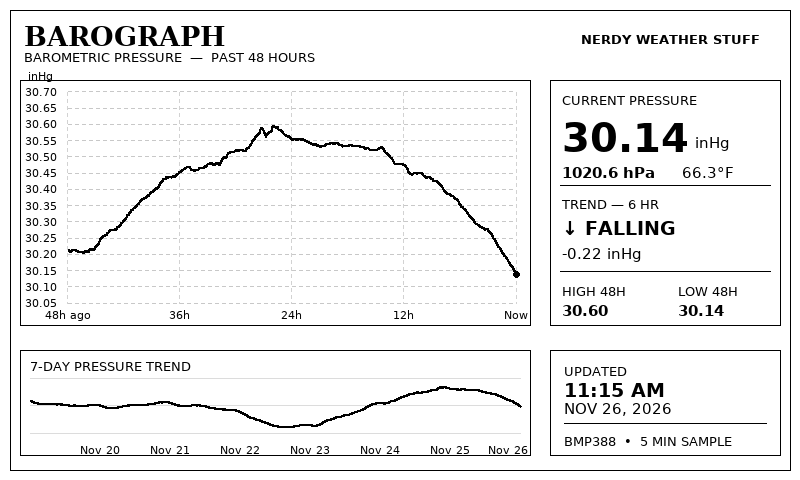 BAROGRAPH
BAROMETRIC PRESSURE — PAST 48 HOURS
NERDY WEATHER STUFF
inHg
30.70
30.65
30.60
30.55
30.50
30.45
30.40
30.35
30.30
30.25
30.20
30.15
30.10
30.05
48h ago 36h 24h 12h Now
CURRENT PRESSURE
30.14 inHg
1020.6 hPa 66.3°F
TREND — 6 HR
↓ FALLING
-0.22 inHg
HIGH 48H LOW 48H
30.60 30.14
7-DAY PRESSURE TREND
Nov 20 Nov 21 Nov 22 Nov 23 Nov 24 Nov 25 Nov 26
UPDATED
11:15 AM
NOV 26, 2026
BMP388 • 5 MIN SAMPLE